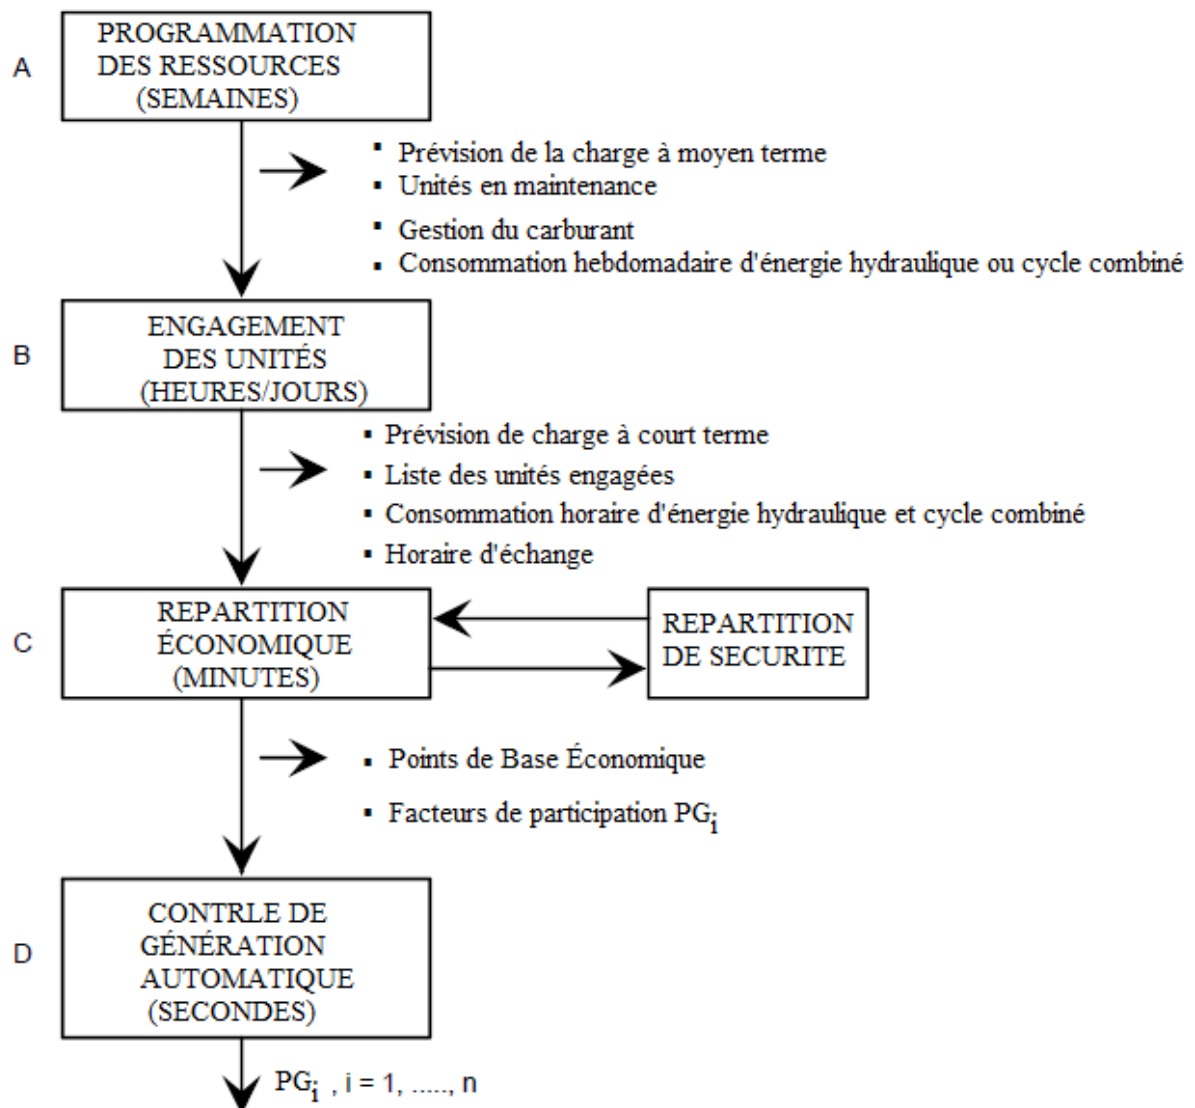 A
PROGRAMMATION
DES RESSOURCES
(SEMAINES)
▪ Prévision de la charge à moyen terme
▪ Unités en maintenance
▪ Gestion du carburant
▪ Consommation hebdomadaire d'énergie hydraulique ou cycle combiné
B
ENGAGEMENT
DES UNITÉS
(HEURES/JOURS)
▪ Prévision de charge à court terme
▪ Liste des unités engagées
▪ Consommation horaire d'énergie hydraulique et cycle combiné
▪ Horaire d'échange
C
REPARTITION
ÉCONOMIQUE
(MINUTES)
REPARTITION
DE SECURITE
▪ Points de Base Économique
▪ Facteurs de participation PGi
D
CONTRLE DE
GÉNÉRATION
AUTOMATIQUE
(SECONDES)
PGi , i = 1, ....., n